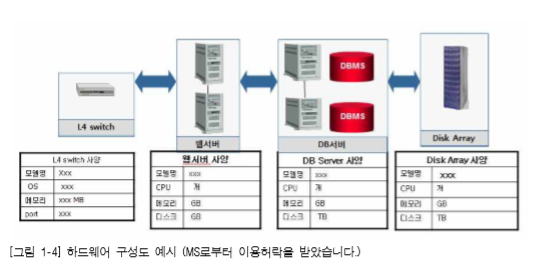 DBMS
DBMS
L4 switch
웹서버
DB서버
Disk Array
L4 switch 사양
모델명 Xxx
OS xxx
메모리 xxx MB
port xxx
웹서버 사양
모델명 xxx
CPU 개
메모리 GB
디스크 GB
DB Server 사양
모델명 xxx
CPU 개
메모리 GB
디스크 TB
Disk Array 사양
모델명 xxx
CPU 개
메모리 GB
디스크 TB
[그림 1-4] 하드웨어 구성도 예시 (MS로부터 이용허락을 받았습니다.)